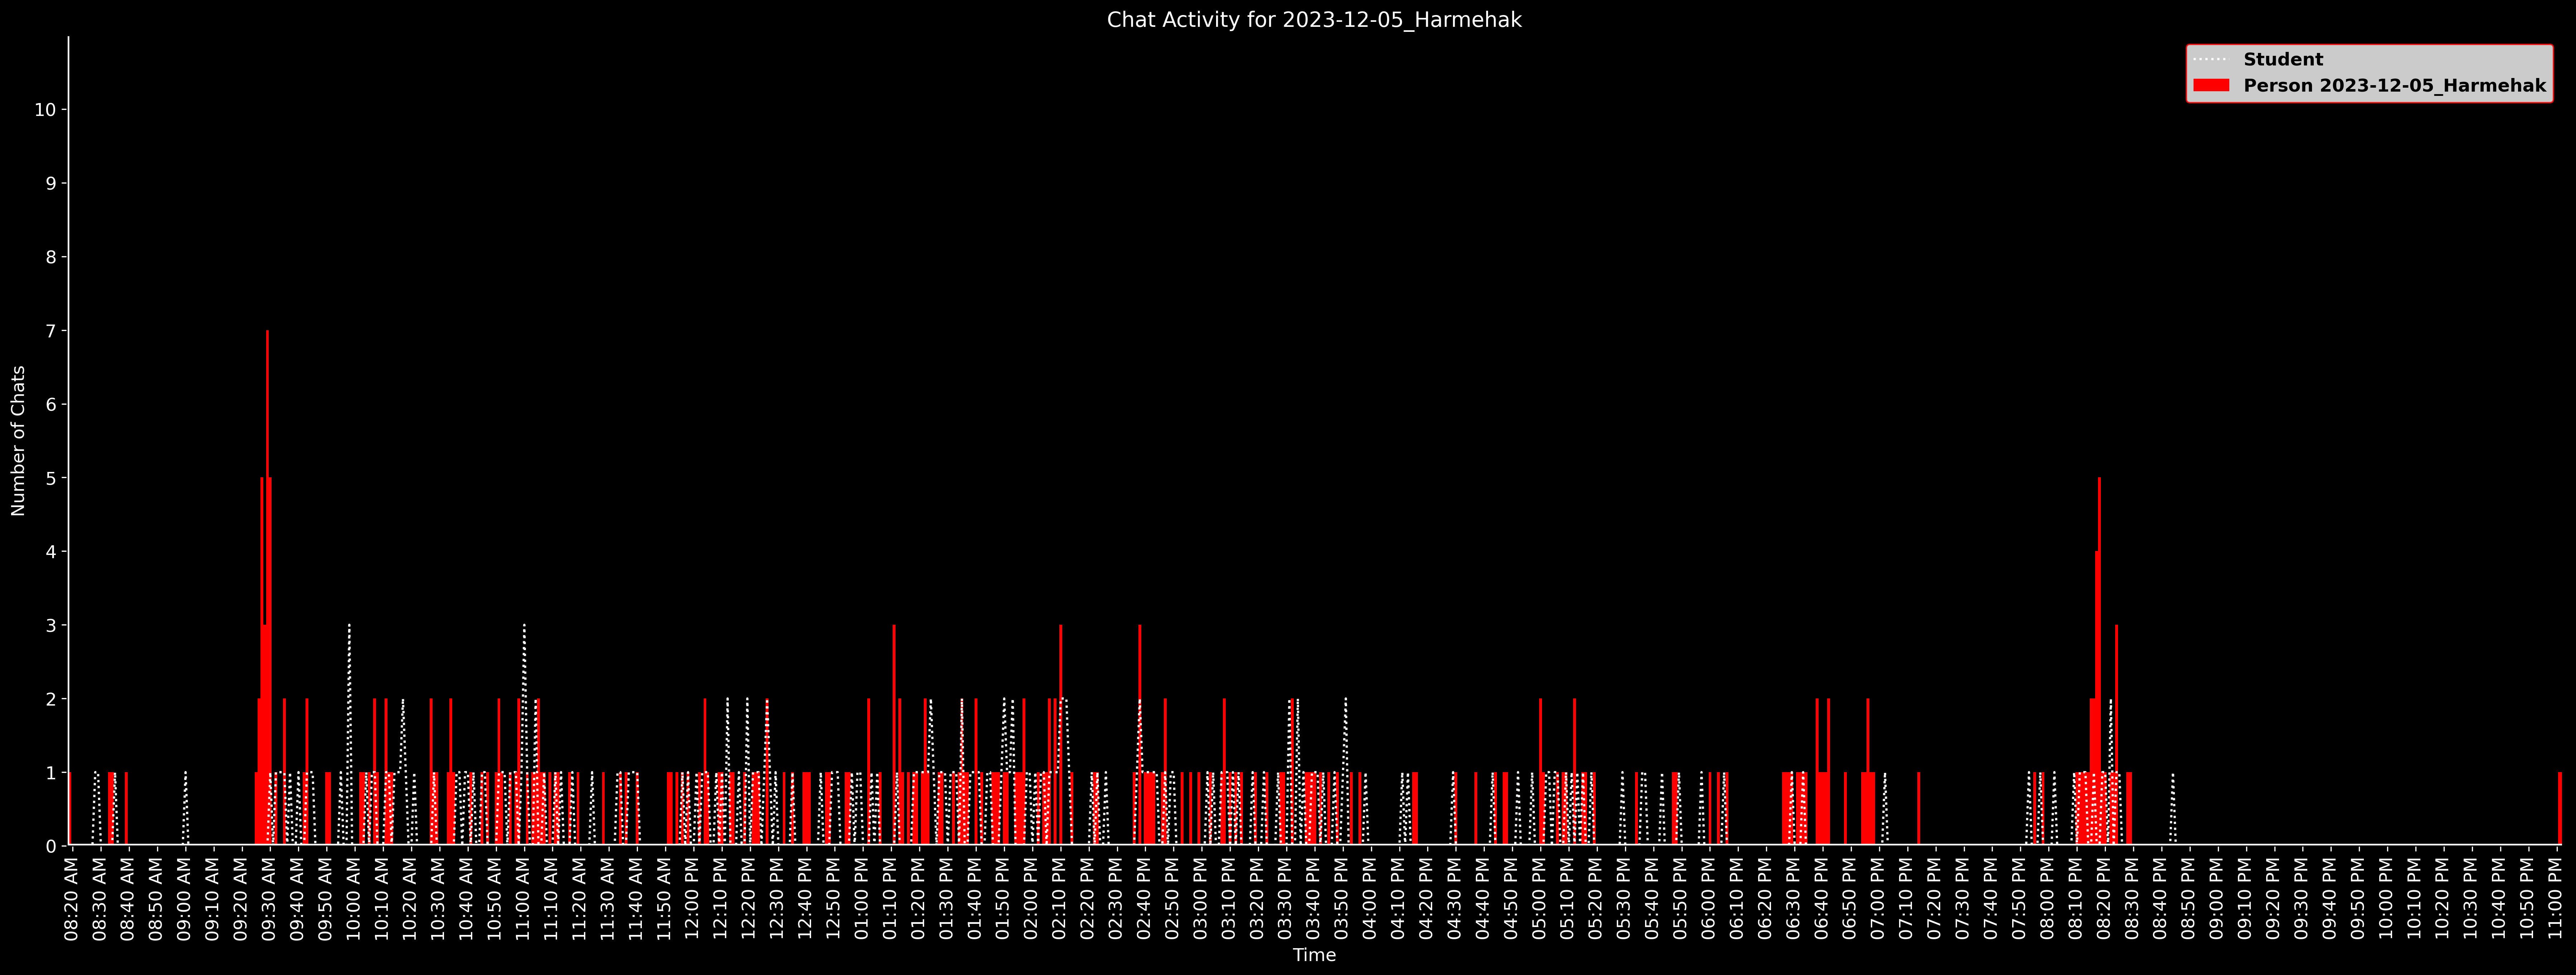 Chat Activity for 2023-12-05_Harmehak
Student
Person 2023-12-05_Harmehak
Number of Chats
10
9
8
7
6
5
4
3
2
1
0
08:20 AM
08:30 AM
08:40 AM
08:50 AM
09:00 AM
09:10 AM
09:20 AM
09:30 AM
09:40 AM
09:50 AM
10:00 AM
10:10 AM
10:20 AM
10:30 AM
10:40 AM
10:50 AM
11:00 AM
11:10 AM
11:20 AM
11:30 AM
11:40 AM
11:50 AM
12:00 PM
12:10 PM
12:20 PM
12:30 PM
12:40 PM
12:50 PM
01:00 PM
01:10 PM
01:20 PM
01:30 PM
01:40 PM
01:50 PM
02:00 PM
02:10 PM
02:20 PM
02:30 PM
02:40 PM
02:50 PM
03:00 PM
03:10 PM
03:20 PM
03:30 PM
03:40 PM
03:50 PM
04:00 PM
04:10 PM
04:20 PM
04:30 PM
04:40 PM
04:50 PM
05:00 PM
05:10 PM
05:20 PM
05:30 PM
05:40 PM
05:50 PM
06:00 PM
06:10 PM
06:20 PM
06:30 PM
06:40 PM
06:50 PM
07:00 PM
07:10 PM
07:20 PM
07:30 PM
07:40 PM
07:50 PM
08:00 PM
08:10 PM
08:20 PM
08:30 PM
08:40 PM
08:50 PM
09:00 PM
09:10 PM
09:20 PM
09:30 PM
09:40 PM
09:50 PM
10:00 PM
10:10 PM
10:20 PM
10:30 PM
10:40 PM
10:50 PM
11:00 PM
Time